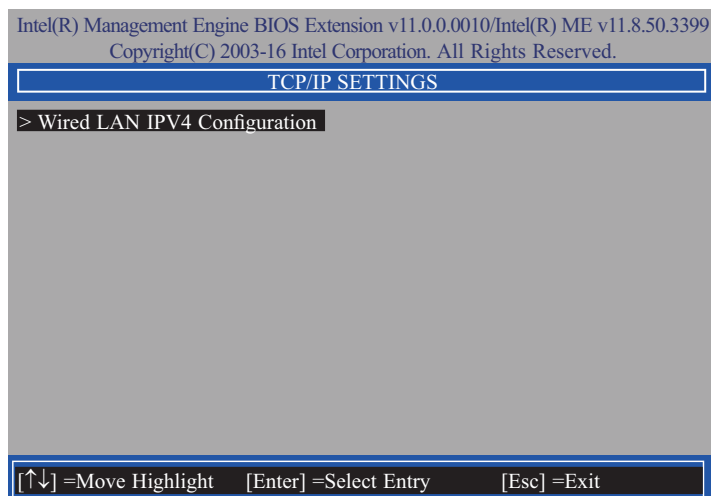 Intel(R) Management Engine BIOS Extension v11.0.0.0010/Intel(R) ME v11.8.50.3399
Copyright(C) 2003-16 Intel Corporation. All Rights Reserved.
TCP/IP SETTINGS
> Wired LAN IPV4 Configuration
[↑↓] =Move Highlight [Enter] =Select Entry [Esc] =Exit